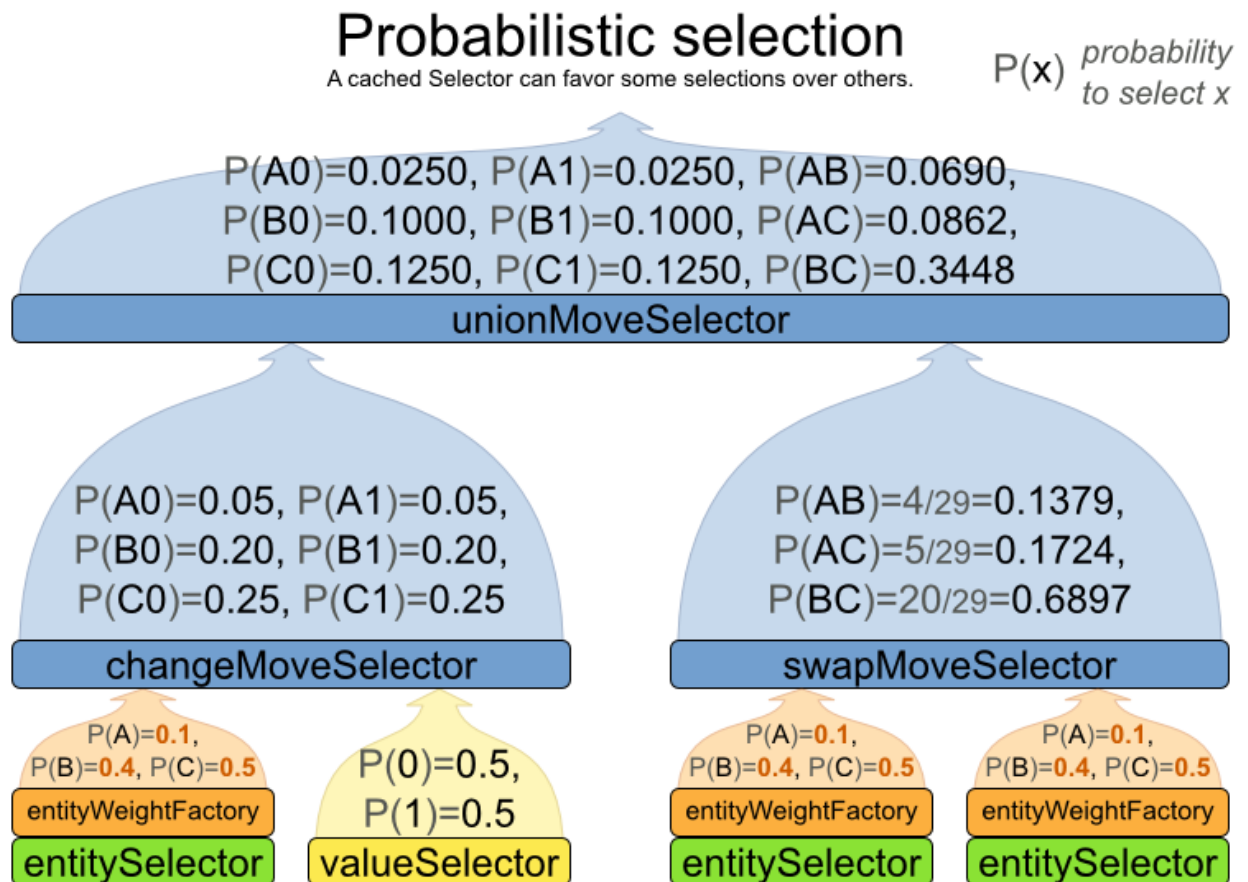 Probabilistic selection
A cached Selector can favor some selections over others.
P(x) probability
to select x
P(A0)=0.0250, P(A1)=0.0250, P(AB)=0.0690,
P(B0)=0.1000, P(B1)=0.1000, P(AC)=0.0862,
P(C0)=0.1250, P(C1)=0.1250, P(BC)=0.3448
unionMoveSelector
P(A0)=0.05, P(A1)=0.05,
P(B0)=0.20, P(B1)=0.20,
P(C0)=0.25, P(C1)=0.25
changeMoveSelector
P(AB)=4/29=0.1379,
P(AC)=5/29=0.1724,
P(BC)=20/29=0.6897
swapMoveSelector
P(A)=0.1,
P(B)=0.4, P(C)=0.5
entityWeightFactory
entitySelector
P(0)=0.5,
P(1)=0.5
valueSelector
P(A)=0.1,
P(B)=0.4, P(C)=0.5
entityWeightFactory
entitySelector
P(A)=0.1,
P(B)=0.4, P(C)=0.5
entityWeightFactory
entitySelector